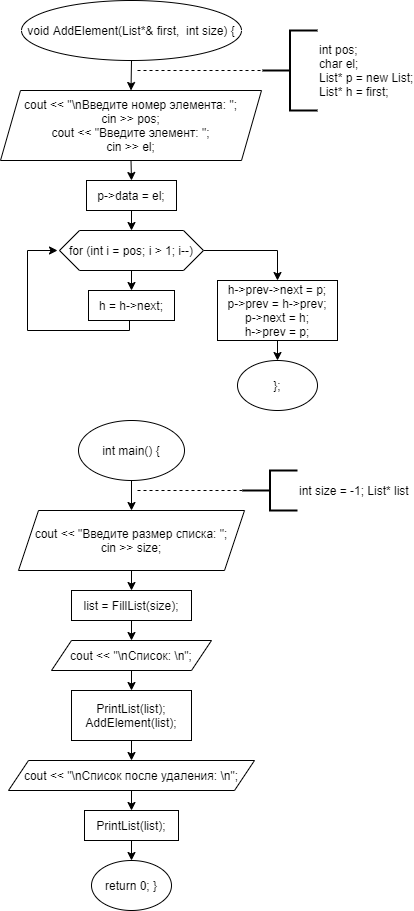 void AddElement(List*& first,  int size) {
int pos;
char el;
List* p = new List;
List* h = first;
cout << "\nВведите номер элемента: ";
cin >> pos;
cout << "Введите элемент: ";
cin >> el;
p->data = el;
for (int i = pos; i > 1; i--)
h = h->next;
h->prev->next = p;
p->prev = h->prev;
p->next = h;
h->prev = p;
};
int main() {
int size = -1; List* list
cout << "Введите размер списка: ";
cin >> size;
list = FillList(size);
cout << "\nСписок: \n";
PrintList(list);
AddElement(list);
cout << "\nСписок после удаления: \n";
PrintList(list);
return 0; }